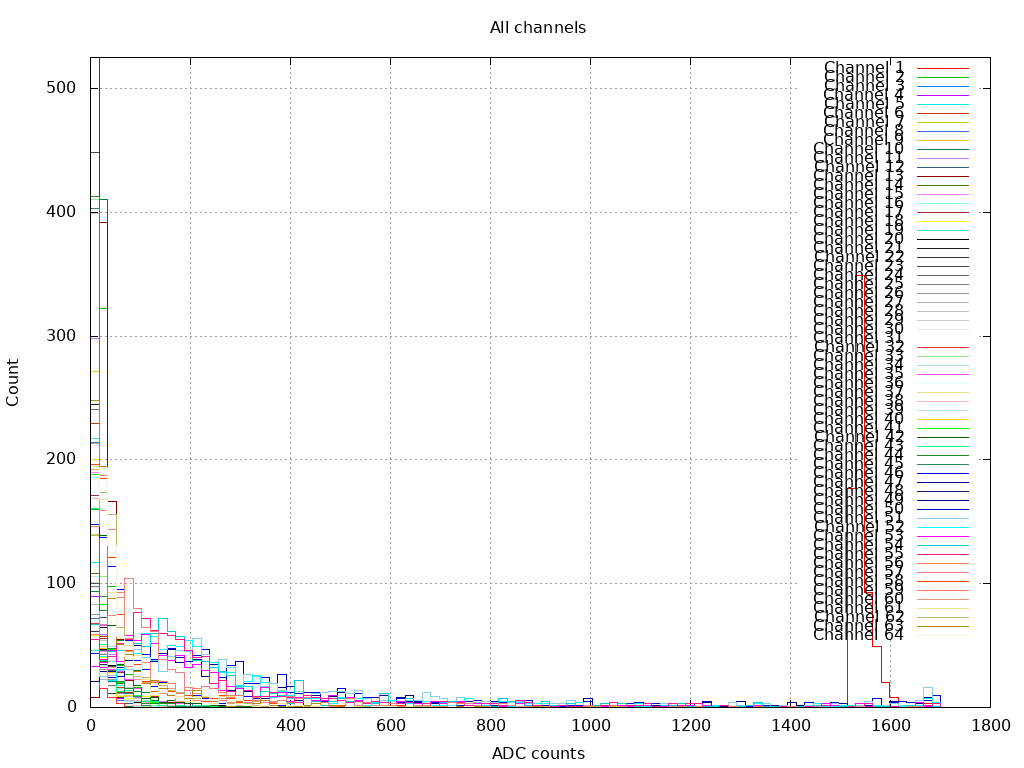 All channels
Count
500
400
300
200
100
0
Channel 1
Channel 2
Channel 3
Channel 4
Channel 5
Channel 6
Channel 7
Channel 8
Channel 9
Channel 10
Channel 11
Channel 12
Channel 13
Channel 14
Channel 15
Channel 16
Channel 17
Channel 18
Channel 19
Channel 20
Channel 21
Channel 22
Channel 23
Channel 24
Channel 25
Channel 26
Channel 27
Channel 28
Channel 29
Channel 30
Channel 31
Channel 32
Channel 33
Channel 34
Channel 35
Channel 36
Channel 37
Channel 38
Channel 39
Channel 40
Channel 41
Channel 42
Channel 43
Channel 44
Channel 45
Channel 46
Channel 47
Channel 48
Channel 49
Channel 50
Channel 51
Channel 52
Channel 53
Channel 54
Channel 55
Channel 56
Channel 57
Channel 58
Channel 59
Channel 60
Channel 61
Channel 62
Channel 63
Channel 64
0 200 400 600 800 1000 1200 1400 1600 1800
ADC counts